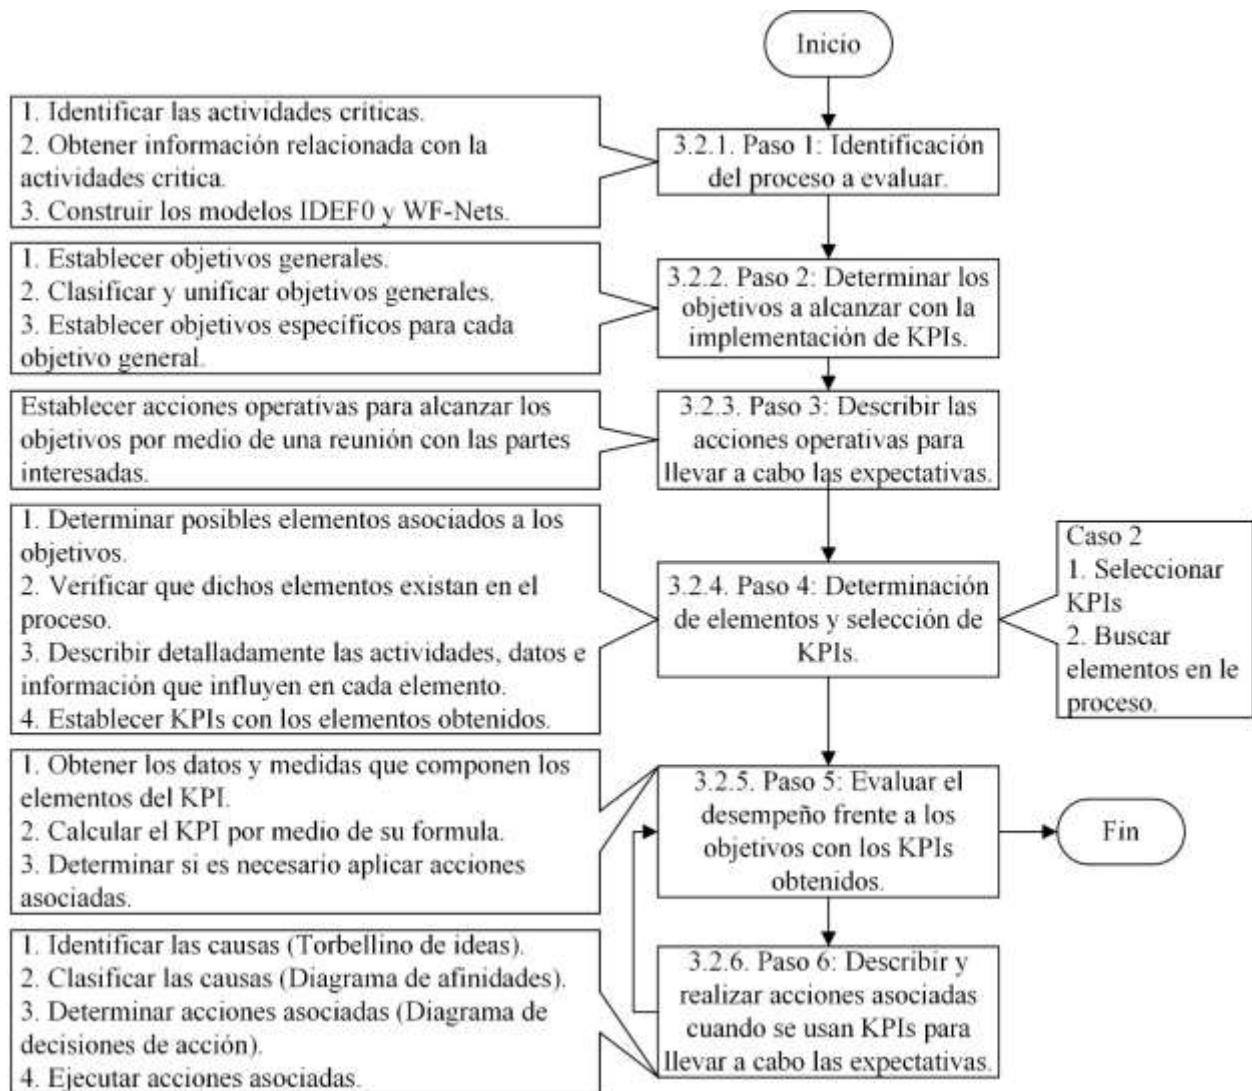 Inicio
1. Identificar las actividades críticas.
2. Obtener información relacionada con la
actividades critica.
3. Construir los modelos IDEF0 y WF-Nets.
3.2.1. Paso 1: Identificación
del proceso a evaluar.
1. Establecer objetivos generales.
2. Clasificar y unificar objetivos generales.
3. Establecer objetivos específicos para cada
objetivo general.
3.2.2. Paso 2: Determinar los
objetivos a alcanzar con la
implementación de KPIs.
Establecer acciones operativas para alcanzar los
objetivos por medio de una reunión con las partes
interesadas.
3.2.3. Paso 3: Describir las
acciones operativas para
llevar a cabo las expectativas.
1. Determinar posibles elementos asociados a los
objetivos.
2. Verificar que dichos elementos existan en el
proceso.
3. Describir detalladamente las actividades, datos e
información que influyen en cada elemento.
4. Establecer KPIs con los elementos obtenidos.
3.2.4. Paso 4: Determinación
de elementos y selección de
KPIs.
Caso 2
1. Seleccionar
KPIs
2. Buscar
elementos en le
proceso.
1. Obtener los datos y medidas que componen los
elementos del KPI.
2. Calcular el KPI por medio de su formula.
3. Determinar si es necesario aplicar acciones
asociadas.
3.2.5. Paso 5: Evaluar el
desempeño frente a los
objetivos con los KPIs
obtenidos.
Fin
1. Identificar las causas (Torbellino de ideas).
2. Clasificar las causas (Diagrama de afinidades).
3. Determinar acciones asociadas (Diagrama de
decisiones de acción).
4. Ejecutar acciones asociadas.
3.2.6. Paso 6: Describir y
realizar acciones asociadas
cuando se usan KPIs para
llevar a cabo las expectativas.